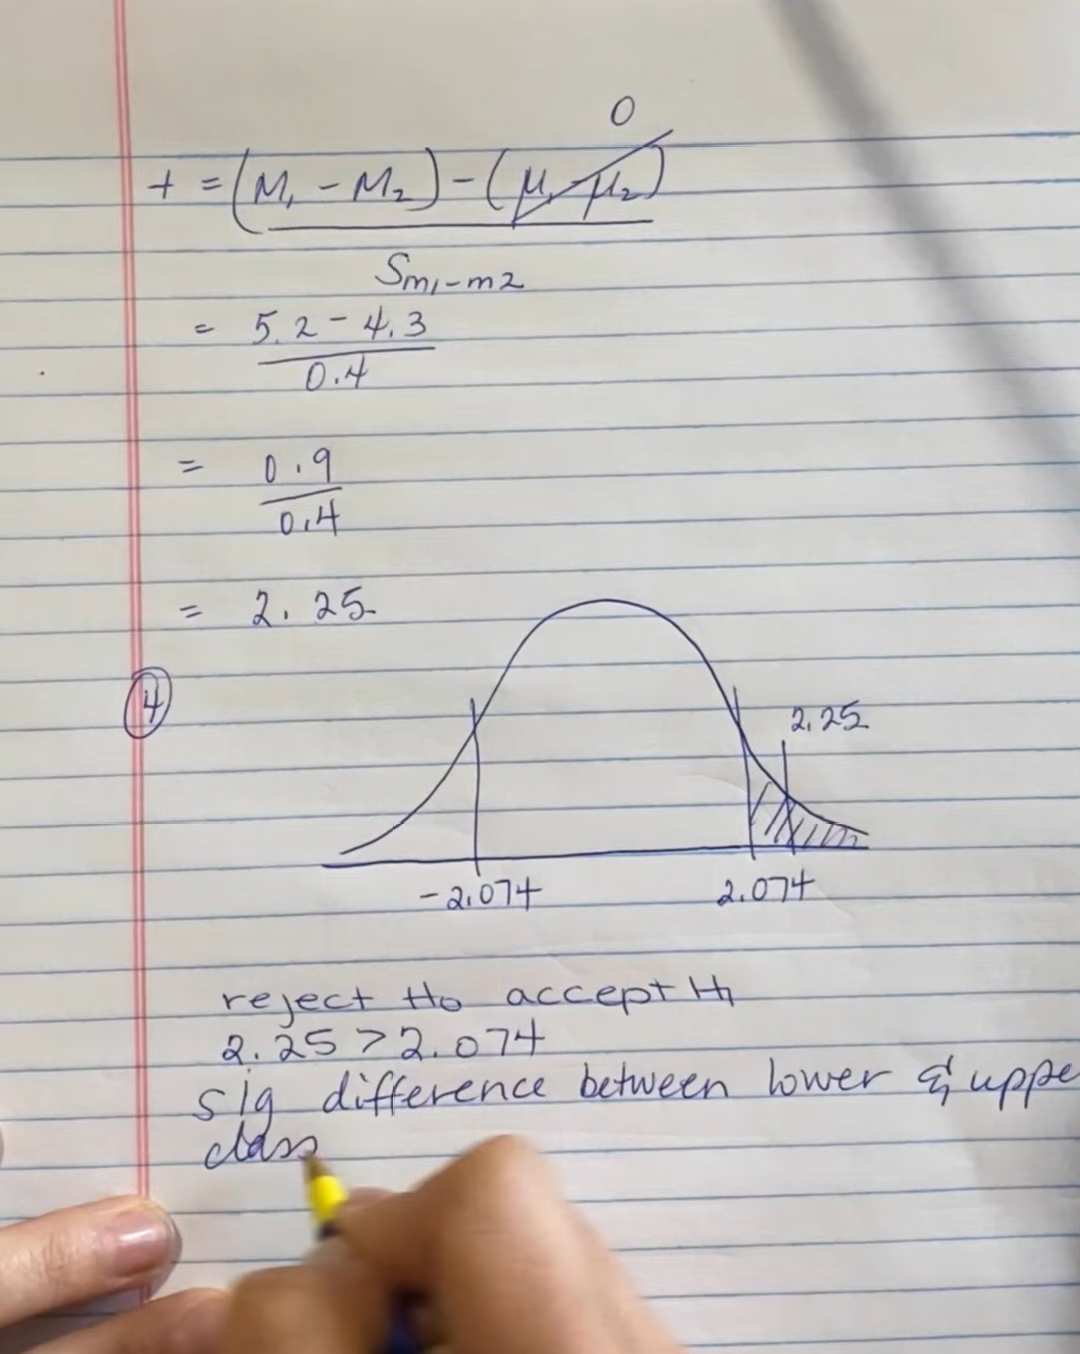 0
t = (M₁ - M₂) - (μ₁ - μ₂)
Sm₁-m2
= 5.2 - 4.3
0.4
= 0.9
0.4
= 2.25
4
2.25
-2.074
2.074
reject Ho accept H1
2.25 > 2.074
sig difference between lower & uppe
class